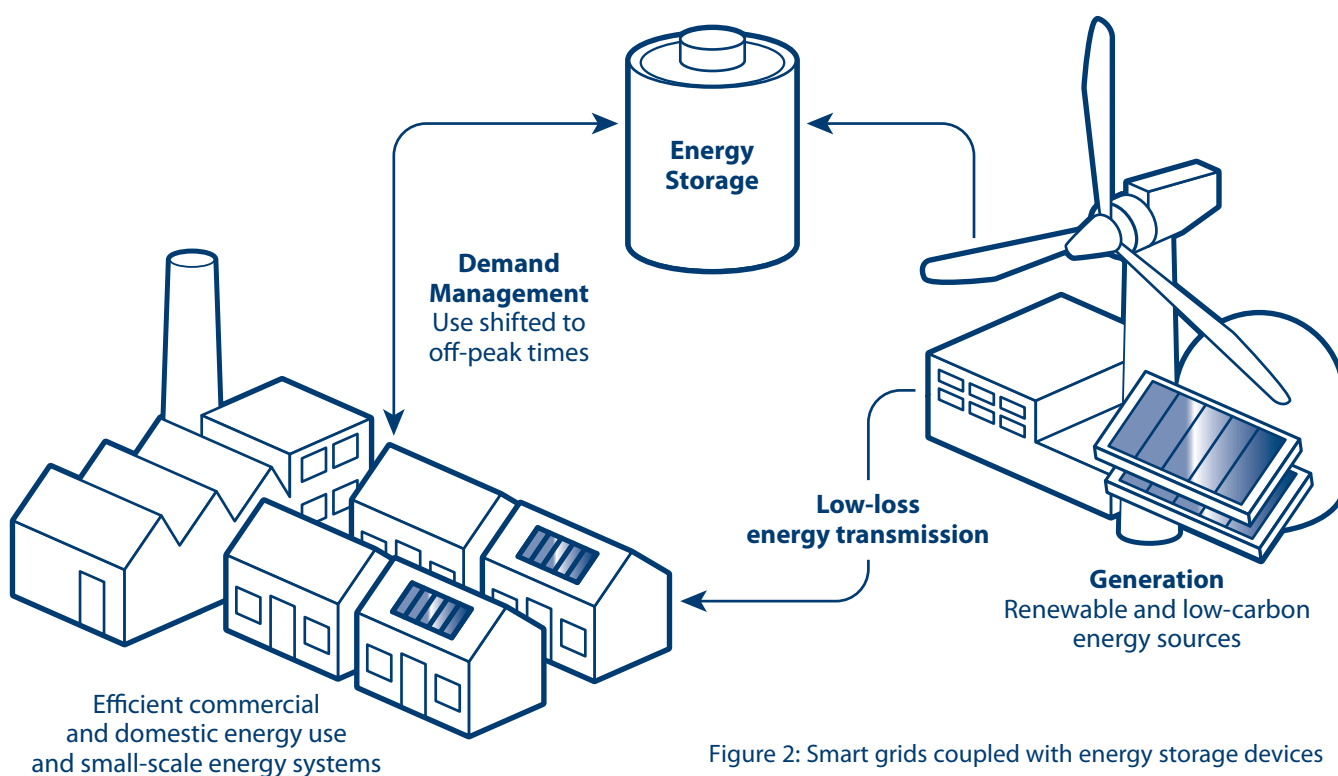 Energy
Storage
Demand
Management
Use shifted to
off-peak times
Low-loss
energy transmission
Generation
Renewable and low-carbon
energy sources
Efficient commercial
and domestic energy use
and small-scale energy systems
Figure 2: Smart grids coupled with energy storage devices